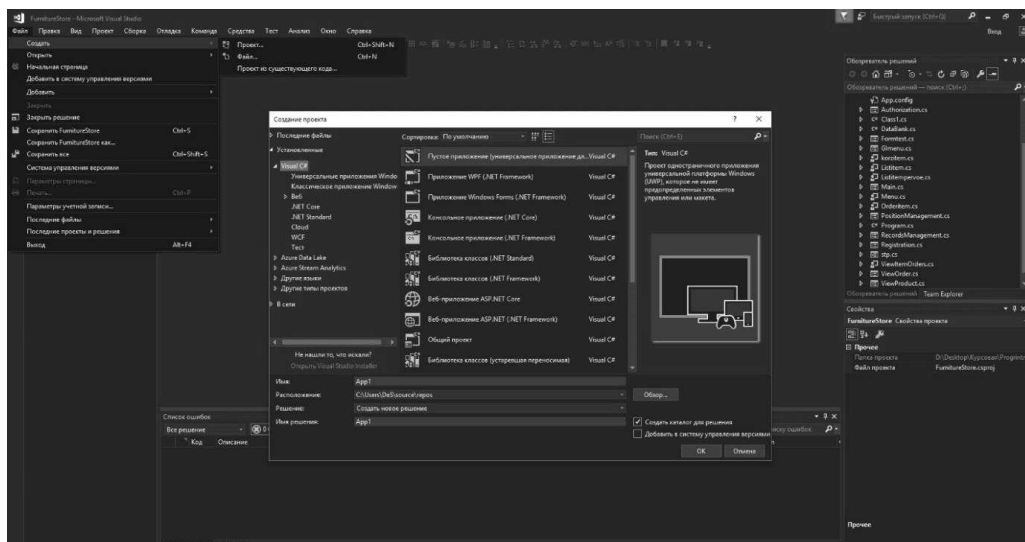 FurnitureStore - Microsoft Visual Studio
Быстрый запуск (Ctrl+Q)
Файл Правка Вид Проект Сборка Отладка Команда Средства Тест Анализ Окно Справка
Вход
Создать
Проект... Ctrl+Shift+N
Файл... Ctrl+N
Проект из существующего кода...
Открыть
Начальная страница
Добавить в систему управления версиями
Добавить
Закрыть
Закрыть решение
Сохранить FurnitureStore Ctrl+S
Сохранить FurnitureStore как...
Сохранить все Ctrl+Shift+S
Система управления версиями
Параметры страницы...
Печать... Ctrl+P
Параметры учетной записи...
Последние файлы
Последние проекты и решения
Выход Alt+F4
Создание проекта
Последние файлы
Сортировка: По умолчанию
Поиск (Ctrl+E)
Установленные
Visual C#
Универсальные приложения Windo
Классическое приложение Window
Веб
.NET Core
.NET Standard
Cloud
WCF
Тест
Azure Data Lake
Azure Stream Analytics
Другие языки
Другие типы проектов
В сети
Не нашли то, что искали?
Открыть Visual Studio Installer
Пустое приложение (универсальное приложение дл... Visual C#
Приложение WPF (.NET Framework) Visual C#
Приложение Windows Forms (.NET Framework) Visual C#
Консольное приложение (.NET Core) Visual C#
Консольное приложение (.NET Framework) Visual C#
Библиотека классов (.NET Standard) Visual C#
Библиотека классов (.NET Framework) Visual C#
Веб-приложение ASP.NET Core Visual C#
Веб-приложение ASP.NET (.NET Framework) Visual C#
Общий проект Visual C#
Библиотека классов (устаревшая переносимая) Visual C#
Тип: Visual C#
Проект одностраничного приложения
универсальной платформы Windows
(UWP), которое не имеет
предопределенных элементов
управления или макета.
Имя: App1
Расположение: C:\Users\DeS\source\repos
Обзор...
Решение: Создать новое решение
Имя решения: App1
Создать каталог для решения
Добавить в систему управления версиями
ОК Отмена
Список ошибок
Все решение
Код Описание
Обозреватель решений
Обозреватель решений — поиск (Ctrl+;)
App.config
Authorization.cs
Class1.cs
DataBank.cs
Formtest.cs
Glmenu.cs
koroitem.cs
Listitem.cs
Listitempervoe.cs
Main.cs
Menu.cs
Orderitem.cs
PositionManagement.cs
Program.cs
RecordsManagement.cs
Registration.cs
stp.cs
ViewItemOrders.cs
ViewOrder.cs
ViewProduct.cs
Обозреватель решений Team Explorer
Свойства
FurnitureStore Свойства проекта
Прочее
Папка проекта
Файл проекта FurnitureStore.csproj
Прочее